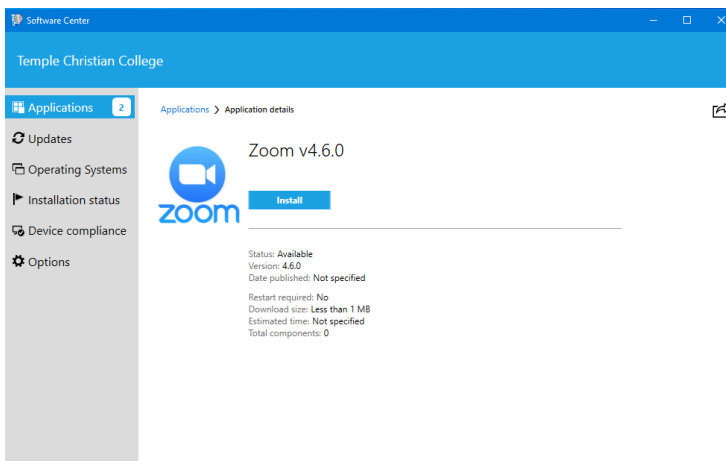 Software Center
Temple Christian College
Applications 2
Updates
Operating Systems
Installation status
Device compliance
Options
Applications > Application details
Zoom v4.6.0
zoom
Install
Status: Available
Version: 4.6.0
Date published: Not specified
Restart required: No
Download size: Less than 1 MB
Estimated time: Not specified
Total components: 0